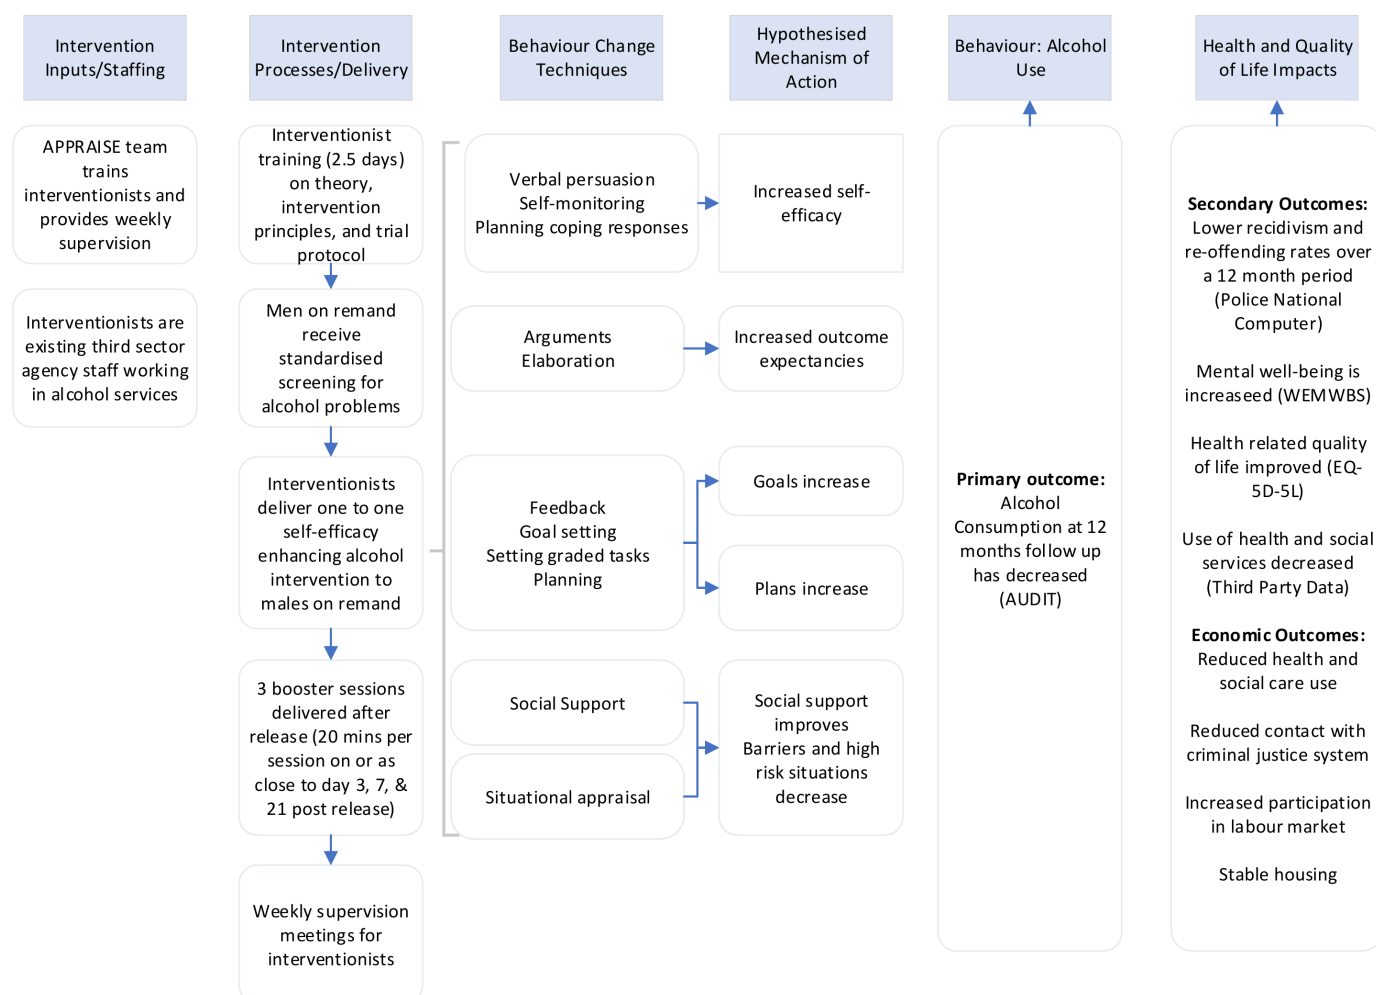 Intervention
Inputs/Staffing
Intervention
Processes/Delivery
Behaviour Change
Techniques
Hypothesised
Mechanism of
Action
Behaviour: Alcohol
Use
Health and Quality
of Life Impacts
APPRAISE team
trains
interventionists and
provides weekly
supervision
Interventionists are
existing third sector
agency staff working
in alcohol services
Interventionist
training (2.5 days)
on theory,
intervention
principles, and trial
protocol
Men on remand
receive
standardised
screening for
alcohol problems
Interventionists
deliver one to one
self-efficacy
enhancing alcohol
intervention to
males on remand
3 booster sessions
delivered after
release (20 mins per
session on or as
close to day 3, 7, &
21 post release)
Weekly supervision
meetings for
interventionists
Verbal persuasion
Self-monitoring
Planning coping responses
Arguments
Elaboration
Feedback
Goal setting
Setting graded tasks
Planning
Social Support
Situational appraisal
Increased self-
efficacy
Increased outcome
expectancies
Goals increase
Plans increase
Social support
improves
Barriers and high
risk situations
decrease
Primary outcome:
Alcohol
Consumption at 12
months follow up
has decreased
(AUDIT)
Secondary Outcomes:
Lower recidivism and
re-offending rates over
a 12 month period
(Police National
Computer)
Mental well-being is
increaseed (WEMWBS)
Health related quality
of life improved (EQ-
5D-5L)
Use of health and social
services decreased
(Third Party Data)
Economic Outcomes:
Reduced health and
social care use
Reduced contact with
criminal justice system
Increased participation
in labour market
Stable housing